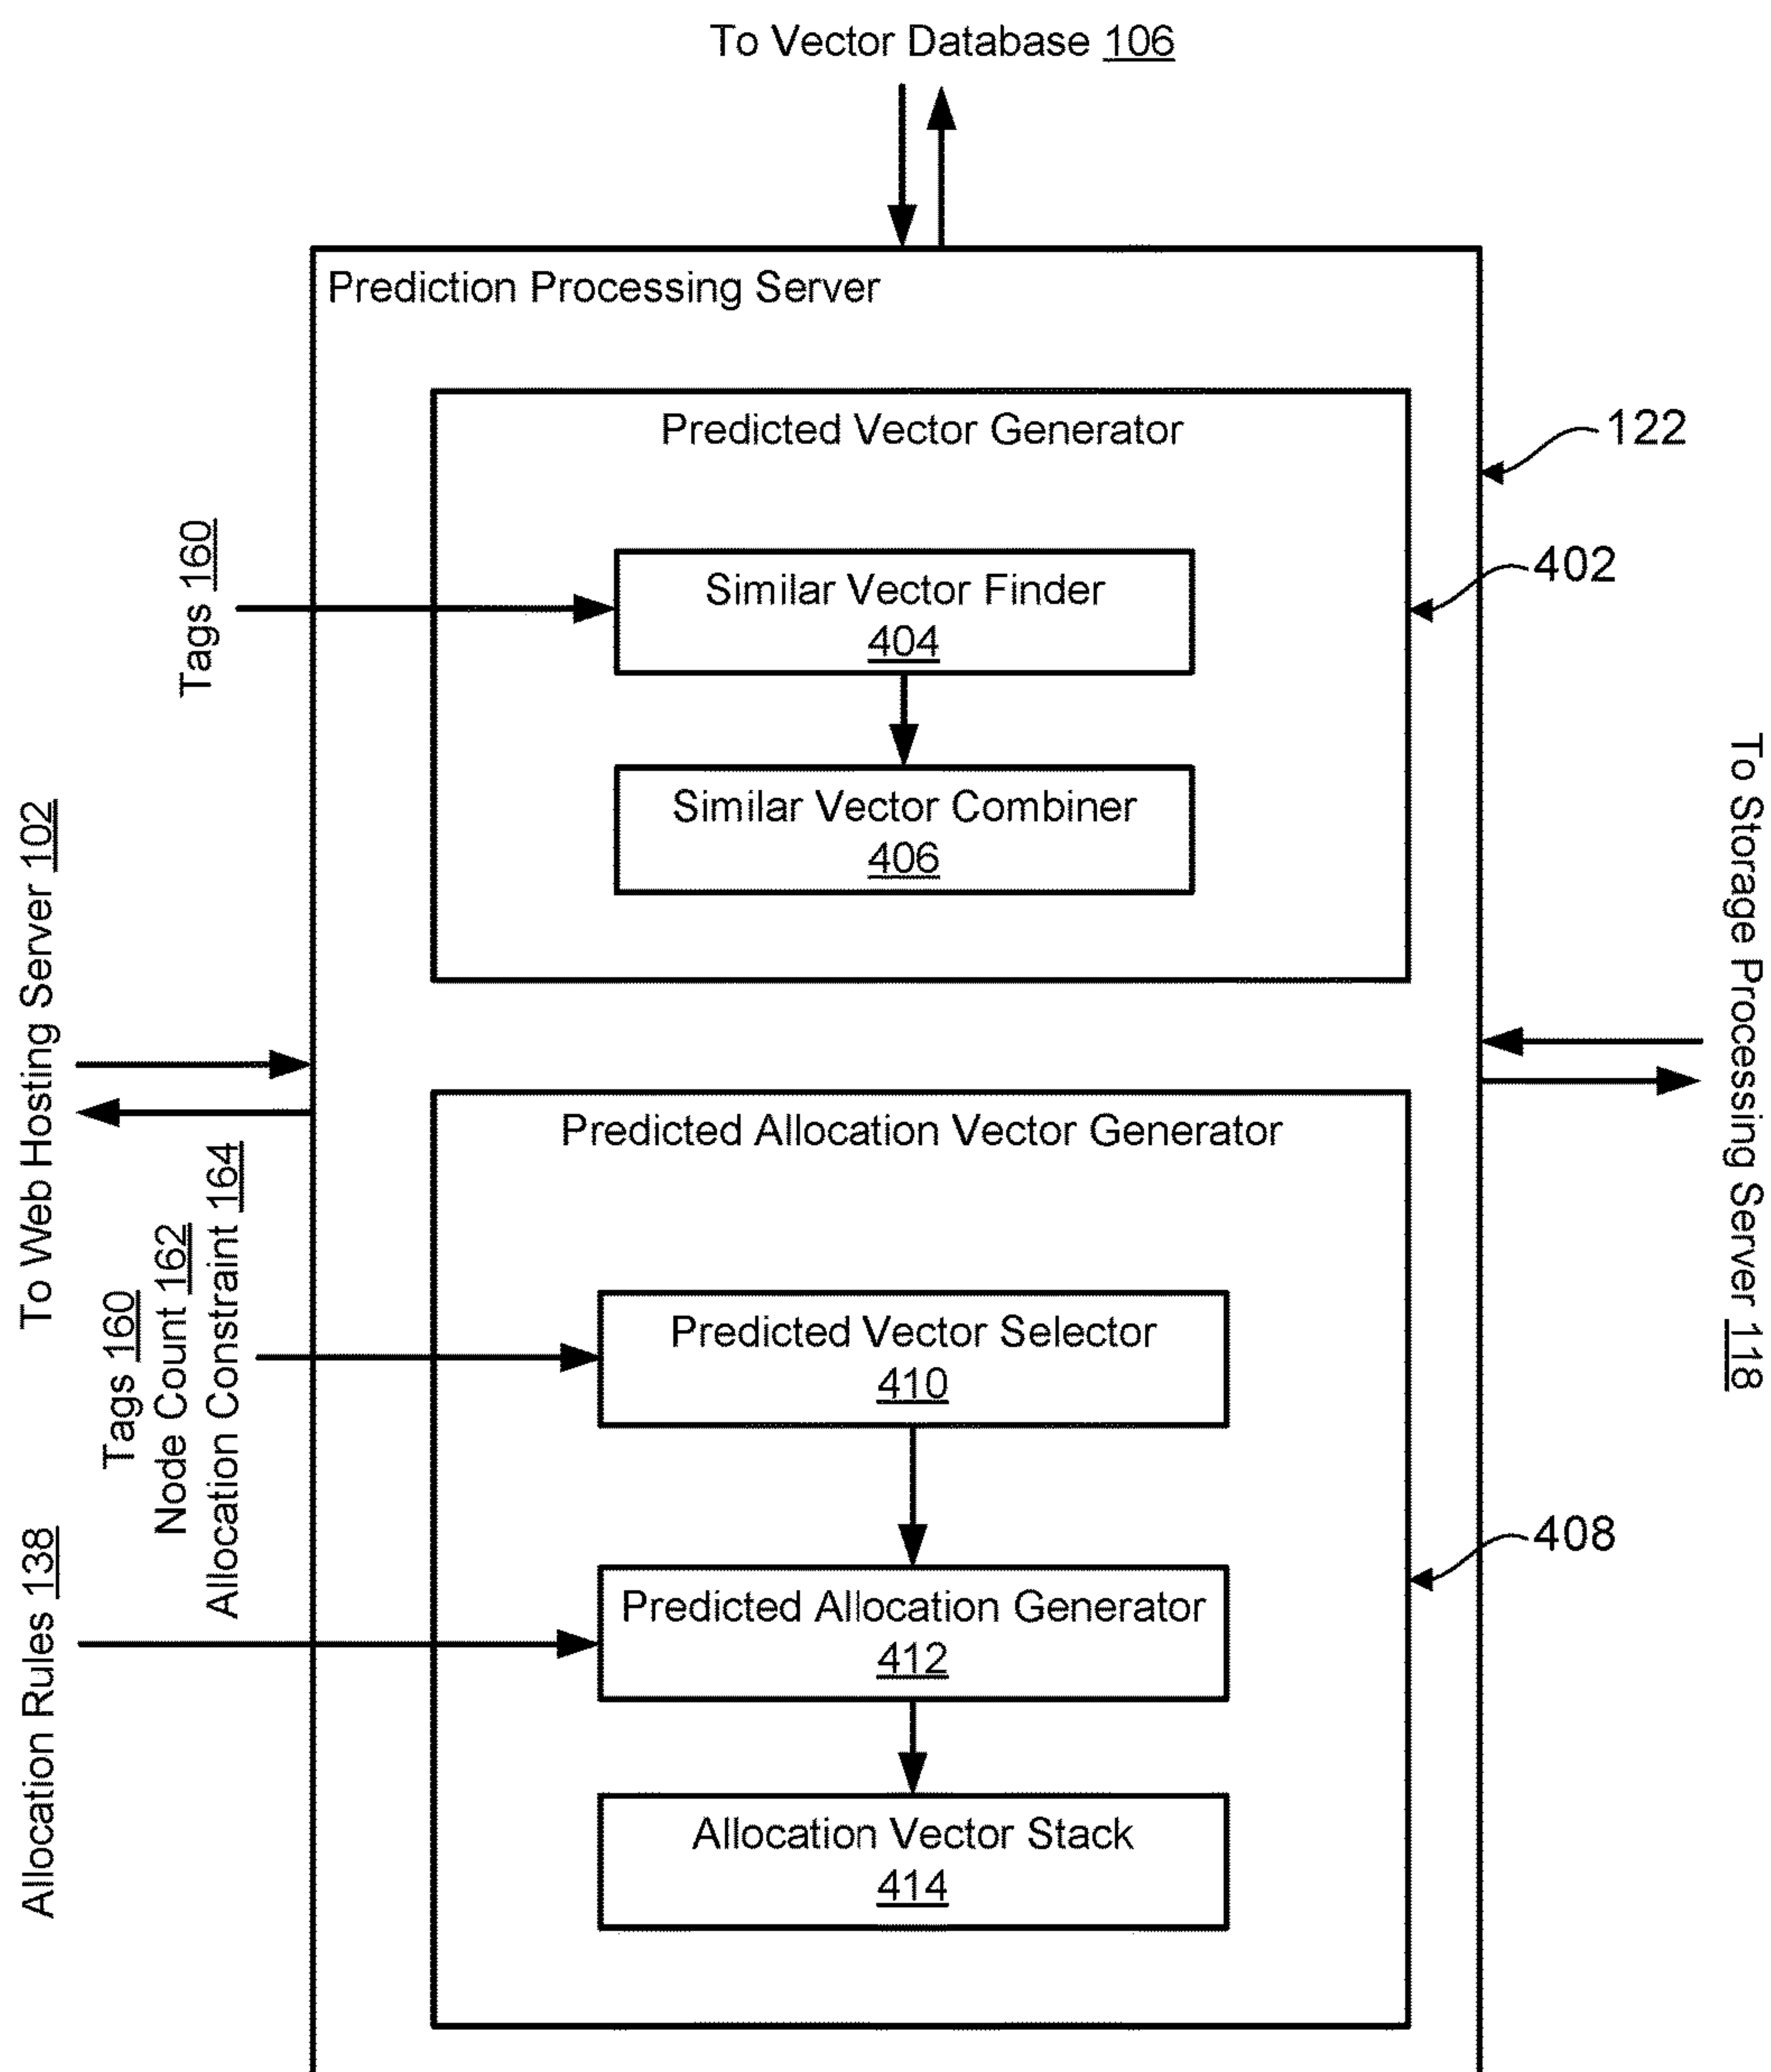 To Vector Database 106
Prediction Processing Server
Predicted Vector Generator
122
Tags 160
Similar Vector Finder
404
402
Similar Vector Combiner
406
To Web Hosting Server 102
To Storage Processing Server 118
Predicted Allocation Vector Generator
Tags 160
Node Count 162
Allocation Constraint 164
Predicted Vector Selector
410
Allocation Rules 138
Predicted Allocation Generator
412
408
Allocation Vector Stack
414